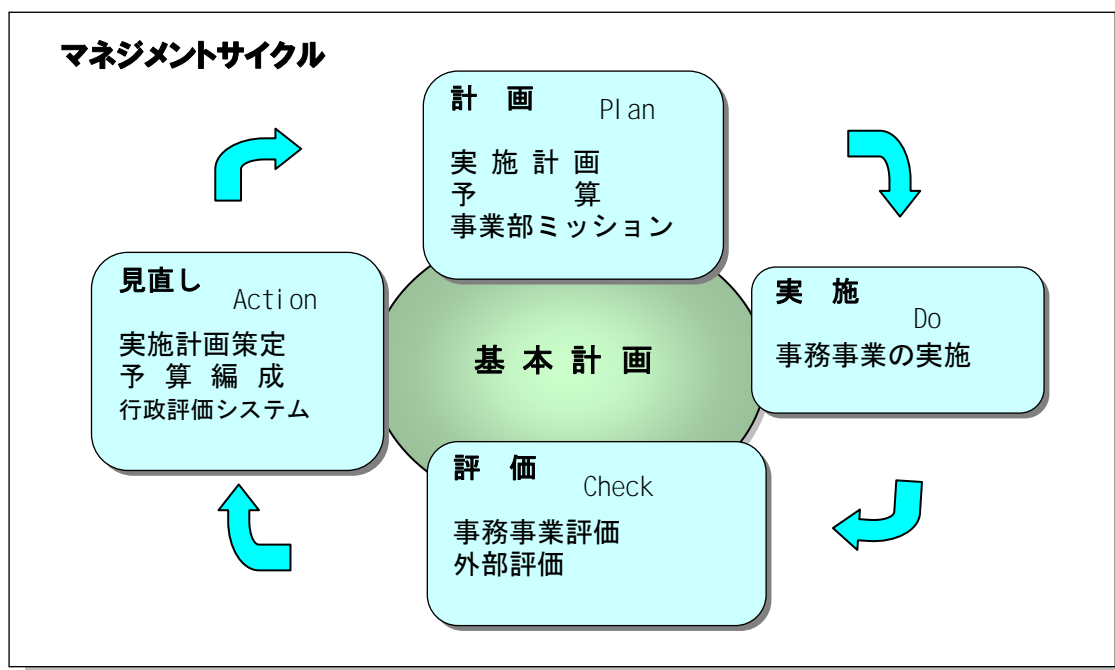 マネジメントサイクル
計　画　Plan
実 施 計 画
予　　　算
事業部ミッション
見直し　Action
実施計画策定
予 算 編 成
行政評価システム
基 本 計 画
実　施　Do
事務事業の実施
評　価　Check
事務事業評価
外部評価